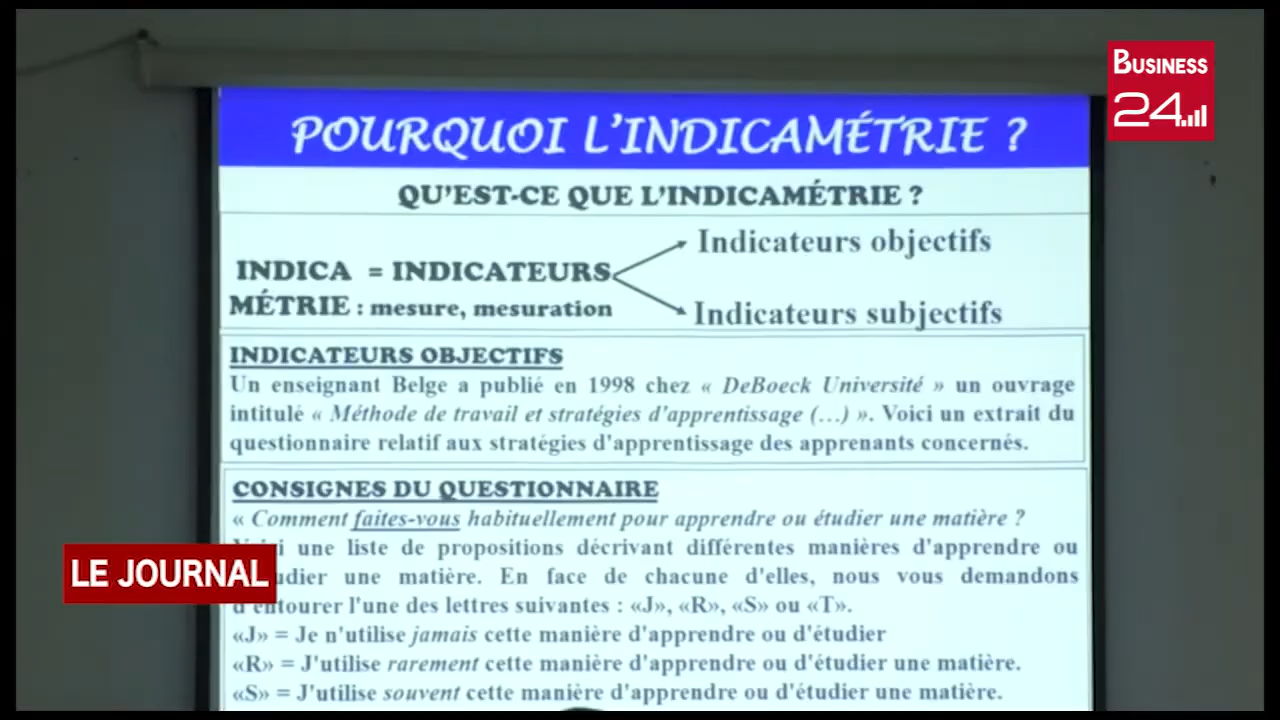 BUSINESS
24
POURQUOI L'INDICAMÉTRIE ?
QU'EST-CE QUE L'INDICAMÉTRIE ?
Indicateurs objectifs
INDICA = INDICATEURS
MÉTRIE : mesure, mesuration
Indicateurs subjectifs
INDICATEURS OBJECTIFS
Un enseignant Belge a publié en 1998 chez « DeBoeck Université » un ouvrage
intitulé « Méthode de travail et stratégies d'apprentissage (…) ». Voici un extrait du
questionnaire relatif aux stratégies d'apprentissage des apprenants concernés.
CONSIGNES DU QUESTIONNAIRE
« Comment faites-vous habituellement pour apprendre ou étudier une matière ?
une liste de propositions décrivant différentes manières d'apprendre ou
une matière. En face de chacune d'elles, nous vous demandons
d'entourer l'une des lettres suivantes : «J», «R», «S» ou «T».
«J» = Je n'utilise jamais cette manière d'apprendre ou d'étudier
«R» = J'utilise rarement cette manière d'apprendre ou d'étudier une matière.
«S» = J'utilise souvent cette manière d'apprendre ou d'étudier une matière.
LE JOURNAL